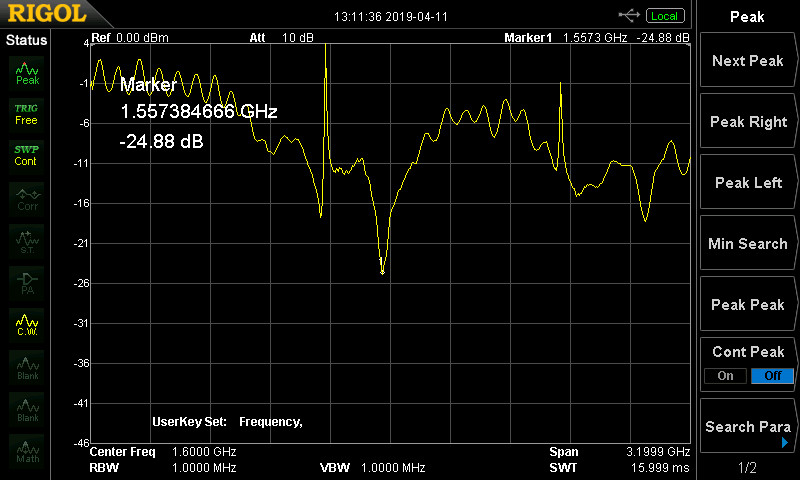 RIGOL
13:11:36 2019-04-11
Local
Status
Ref 0.00 dBm Att 10 dB Marker1 1.5573 GHz -24.88 dB
4
-1
-6
-11
-16
-21
-26
-31
-36
-41
-46
Marker
1.557384666 GHz
-24.88 dB
UserKey Set: Frequency,
Center Freq 1.6000 GHz Span 3.1999 GHz
RBW 1.0000 MHz VBW 1.0000 MHz SWT 15.999 ms
Peak
TRIG
Free
SWP
Cont
Corr
S.T.
PA
C.W.
Blank
Blank
Math
Peak
Next Peak
Peak Right
Peak Left
Min Search
Peak Peak
Cont Peak
On Off
Search Para
1/2